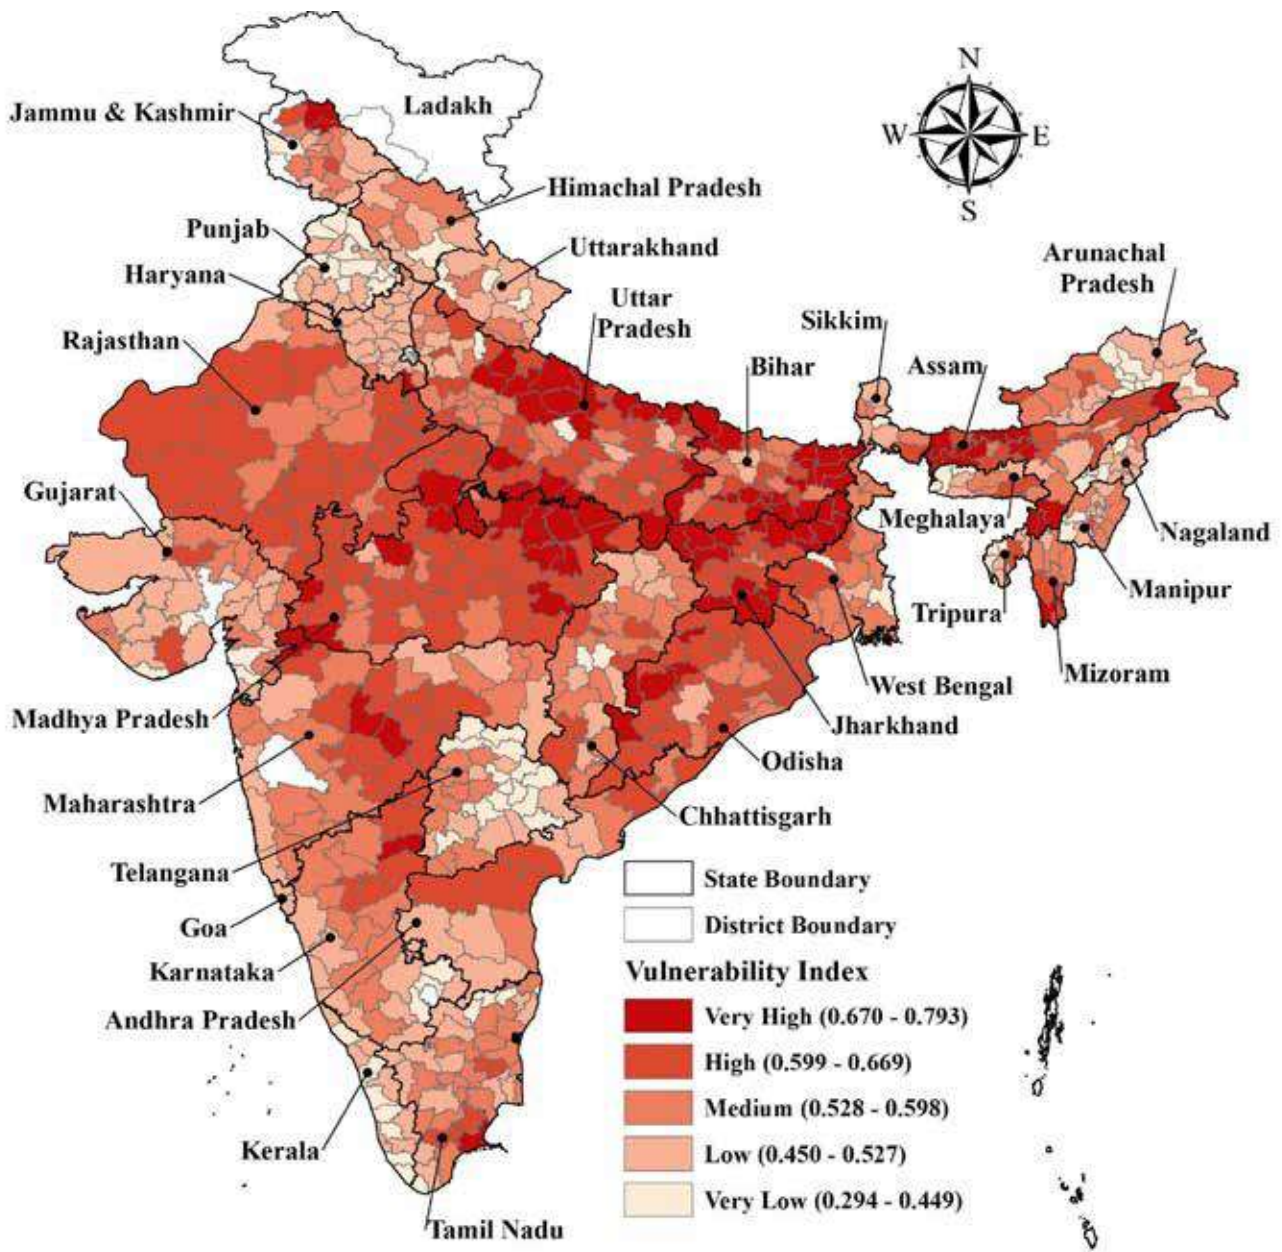 N
Jammu & Kashmir
Ladakh
W
E
Himachal Pradesh
S
Punjab
Uttarakhand
Haryana
Arunachal
Pradesh
Uttar
Pradesh
Sikkim
Rajasthan
Bihar
Assam
Gujarat
Meghalaya
Nagaland
Manipur
Tripura
Mizoram
West Bengal
Madhya Pradesh
Jharkhand
Odisha
Maharashtra
Chhattisgarh
Telangana
State Boundary
Goa
District Boundary
Karnataka
Vulnerability Index
Andhra Pradesh
Very High (0.670 - 0.793)
High (0.599 - 0.669)
Medium (0.528 - 0.598)
Kerala
Low (0.450 - 0.527)
Very Low (0.294 - 0.449)
Tamil Nadu